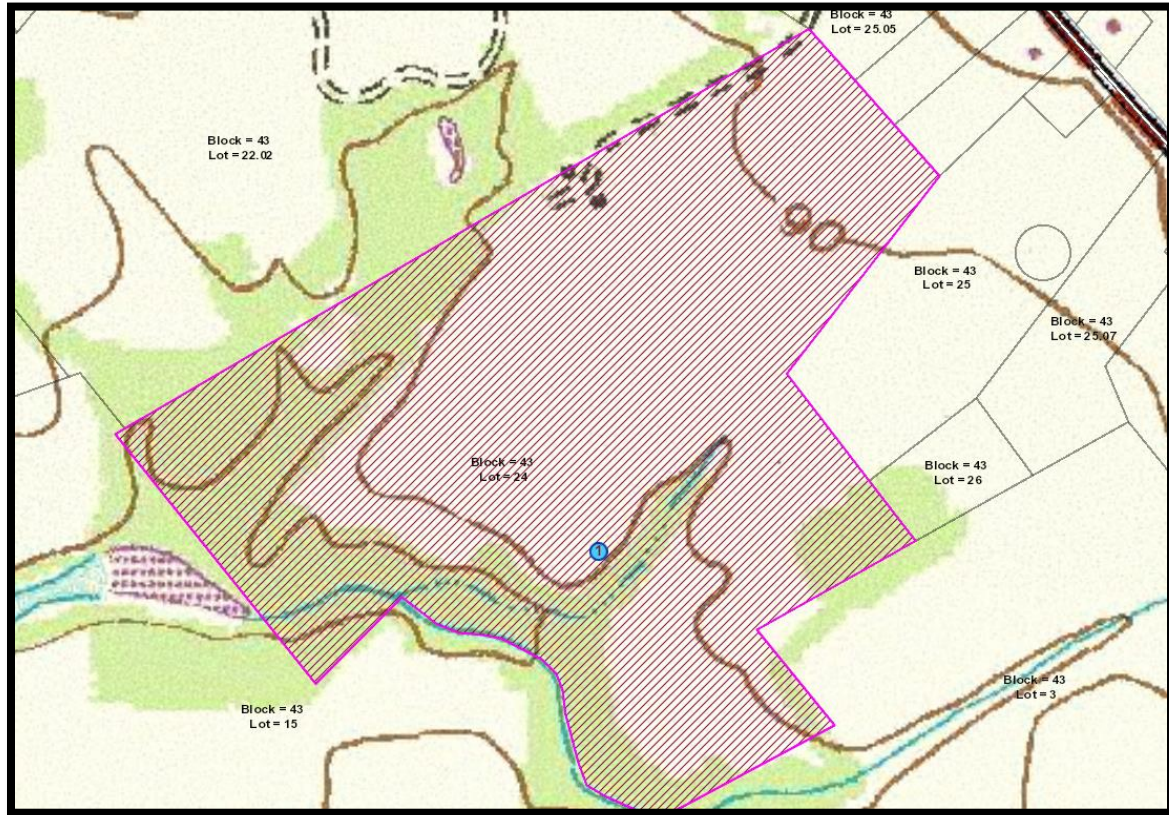 Block = 43
Lot = 25.05
Block = 43
Lot = 22.02
Block = 43
Lot = 25
Block = 43
Lot = 25.07
Block = 43
Lot = 24
Block = 43
Lot = 26
1
Block = 43
Lot = 3
Block = 43
Lot = 15